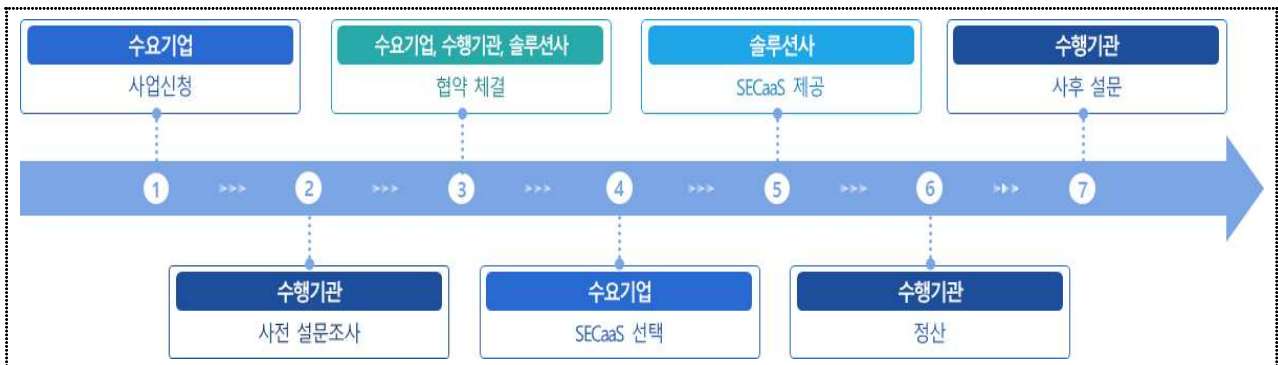 수요기업
사업신청
수요기업, 수행기관, 솔루션사
협약 체결
솔루션사
SECaaS 제공
수행기관
사후 설문
1 >>> 2 >>> 3 >>> 4 >>> 5 >>> 6 >>> 7
수행기관
사전 설문조사
수요기업
SECaaS 선택
수행기관
정산